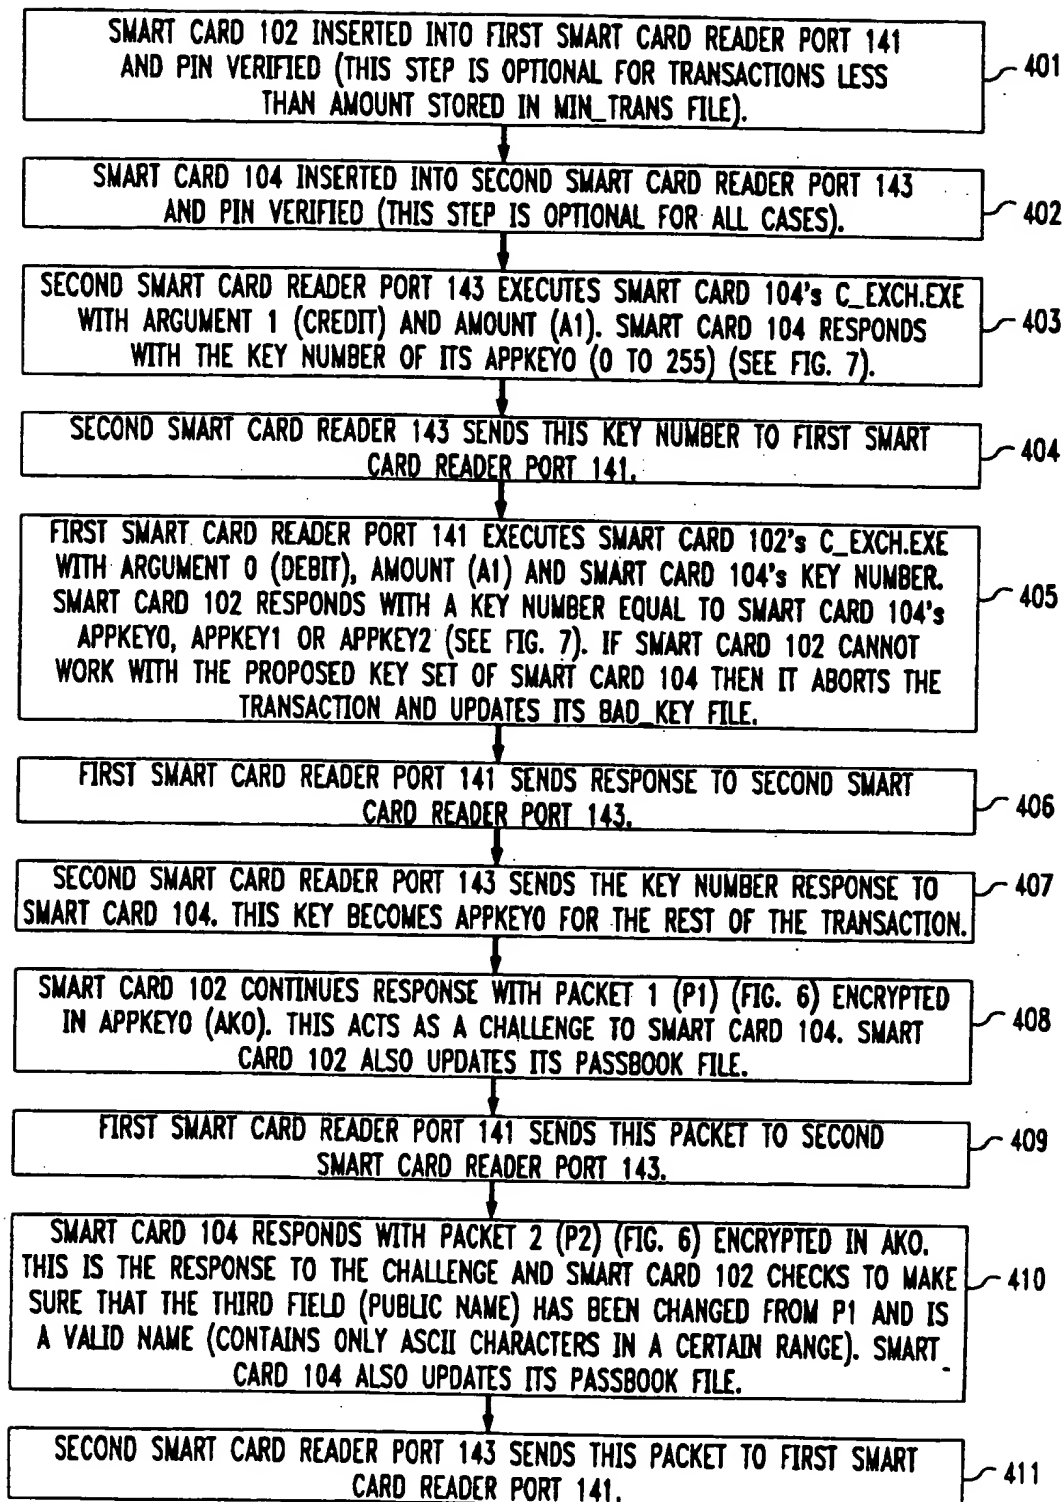 SMART CARD 102 INSERTED INTO FIRST SMART CARD READER PORT 141
AND PIN VERIFIED (THIS STEP IS OPTIONAL FOR TRANSACTIONS LESS
THAN AMOUNT STORED IN MIN_TRANS FILE).
401
SMART CARD 104 INSERTED INTO SECOND SMART CARD READER PORT 143
AND PIN VERIFIED (THIS STEP IS OPTIONAL FOR ALL CASES).
402
SECOND SMART CARD READER PORT 143 EXECUTES SMART CARD 104's C_EXCH.EXE
WITH ARGUMENT 1 (CREDIT) AND AMOUNT (A1). SMART CARD 104 RESPONDS
WITH THE KEY NUMBER OF ITS APPKEY0 (0 TO 255) (SEE FIG. 7).
403
SECOND SMART CARD READER 143 SENDS THIS KEY NUMBER TO FIRST SMART
CARD READER PORT 141.
404
FIRST SMART CARD READER PORT 141 EXECUTES SMART CARD 102's C_EXCH.EXE
WITH ARGUMENT 0 (DEBIT), AMOUNT (A1) AND SMART CARD 104's KEY NUMBER.
SMART CARD 102 RESPONDS WITH A KEY NUMBER EQUAL TO SMART CARD 104's
APPKEY0, APPKEY1 OR APPKEY2 (SEE FIG. 7). IF SMART CARD 102 CANNOT
WORK WITH THE PROPOSED KEY SET OF SMART CARD 104 THEN IT ABORTS THE
TRANSACTION AND UPDATES ITS BAD_KEY FILE.
405
FIRST SMART CARD READER PORT 141 SENDS RESPONSE TO SECOND SMART
CARD READER PORT 143.
406
SECOND SMART CARD READER PORT 143 SENDS THE KEY NUMBER RESPONSE TO
SMART CARD 104. THIS KEY BECOMES APPKEY0 FOR THE REST OF THE TRANSACTION.
407
SMART CARD 102 CONTINUES RESPONSE WITH PACKET 1 (P1) (FIG. 6) ENCRYPTED
IN APPKEY0 (AK0). THIS ACTS AS A CHALLENGE TO SMART CARD 104. SMART
CARD 102 ALSO UPDATES ITS PASSBOOK FILE.
408
FIRST SMART CARD READER PORT 141 SENDS THIS PACKET TO SECOND
SMART CARD READER PORT 143.
409
SMART CARD 104 RESPONDS WITH PACKET 2 (P2) (FIG. 6) ENCRYPTED IN AK0.
THIS IS THE RESPONSE TO THE CHALLENGE AND SMART CARD 102 CHECKS TO MAKE
SURE THAT THE THIRD FIELD (PUBLIC NAME) HAS BEEN CHANGED FROM P1 AND IS
A VALID NAME (CONTAINS ONLY ASCII CHARACTERS IN A CERTAIN RANGE). SMART
CARD 104 ALSO UPDATES ITS PASSBOOK FILE.
410
SECOND SMART CARD READER PORT 143 SENDS THIS PACKET TO FIRST SMART
CARD READER PORT 141.
411